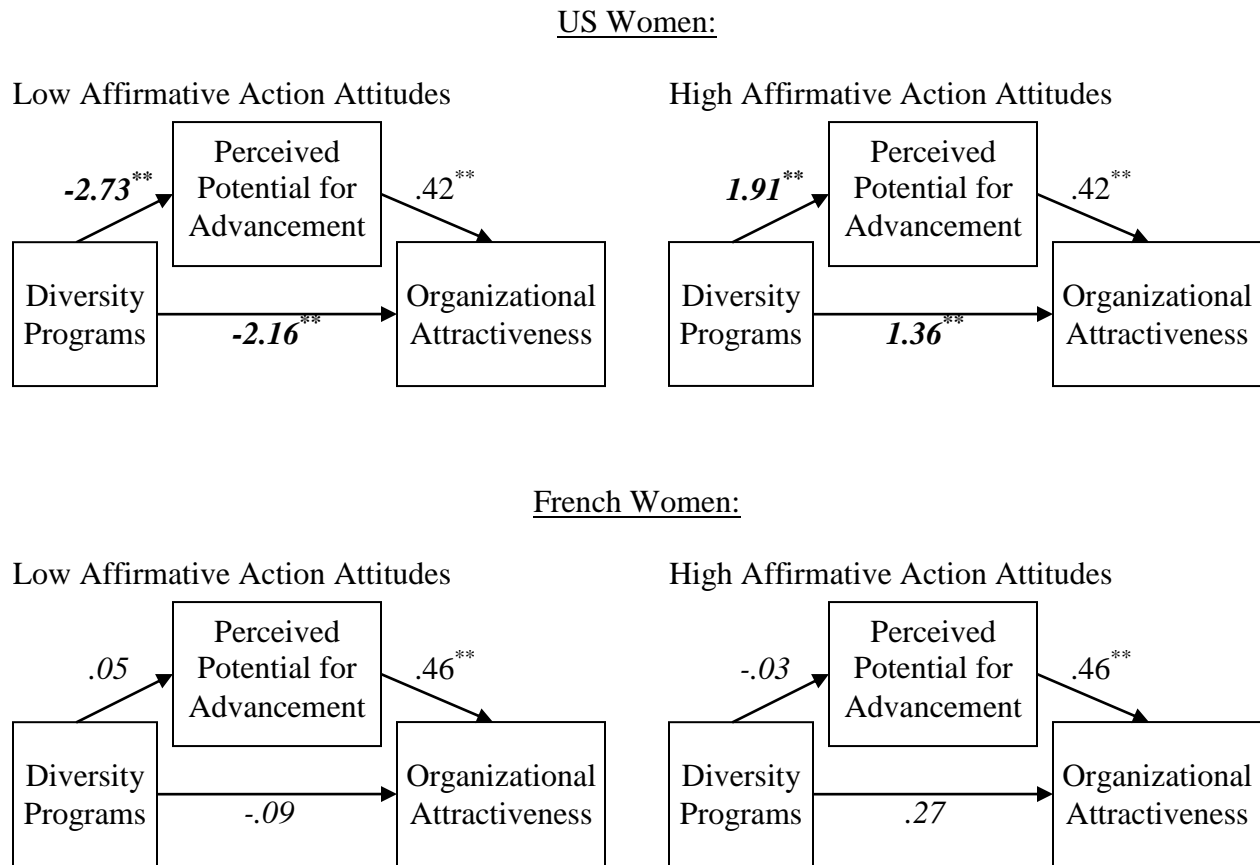 US Women:
Low Affirmative Action Attitudes
Perceived
Potential for
Advancement
-2.73**
.42**
Diversity
Programs
-2.16**
Organizational
Attractiveness
High Affirmative Action Attitudes
Perceived
Potential for
Advancement
1.91**
.42**
Diversity
Programs
1.36**
Organizational
Attractiveness
French Women:
Low Affirmative Action Attitudes
Perceived
Potential for
Advancement
.05
.46**
Diversity
Programs
-.09
Organizational
Attractiveness
High Affirmative Action Attitudes
Perceived
Potential for
Advancement
-.03
.46**
Diversity
Programs
.27
Organizational
Attractiveness